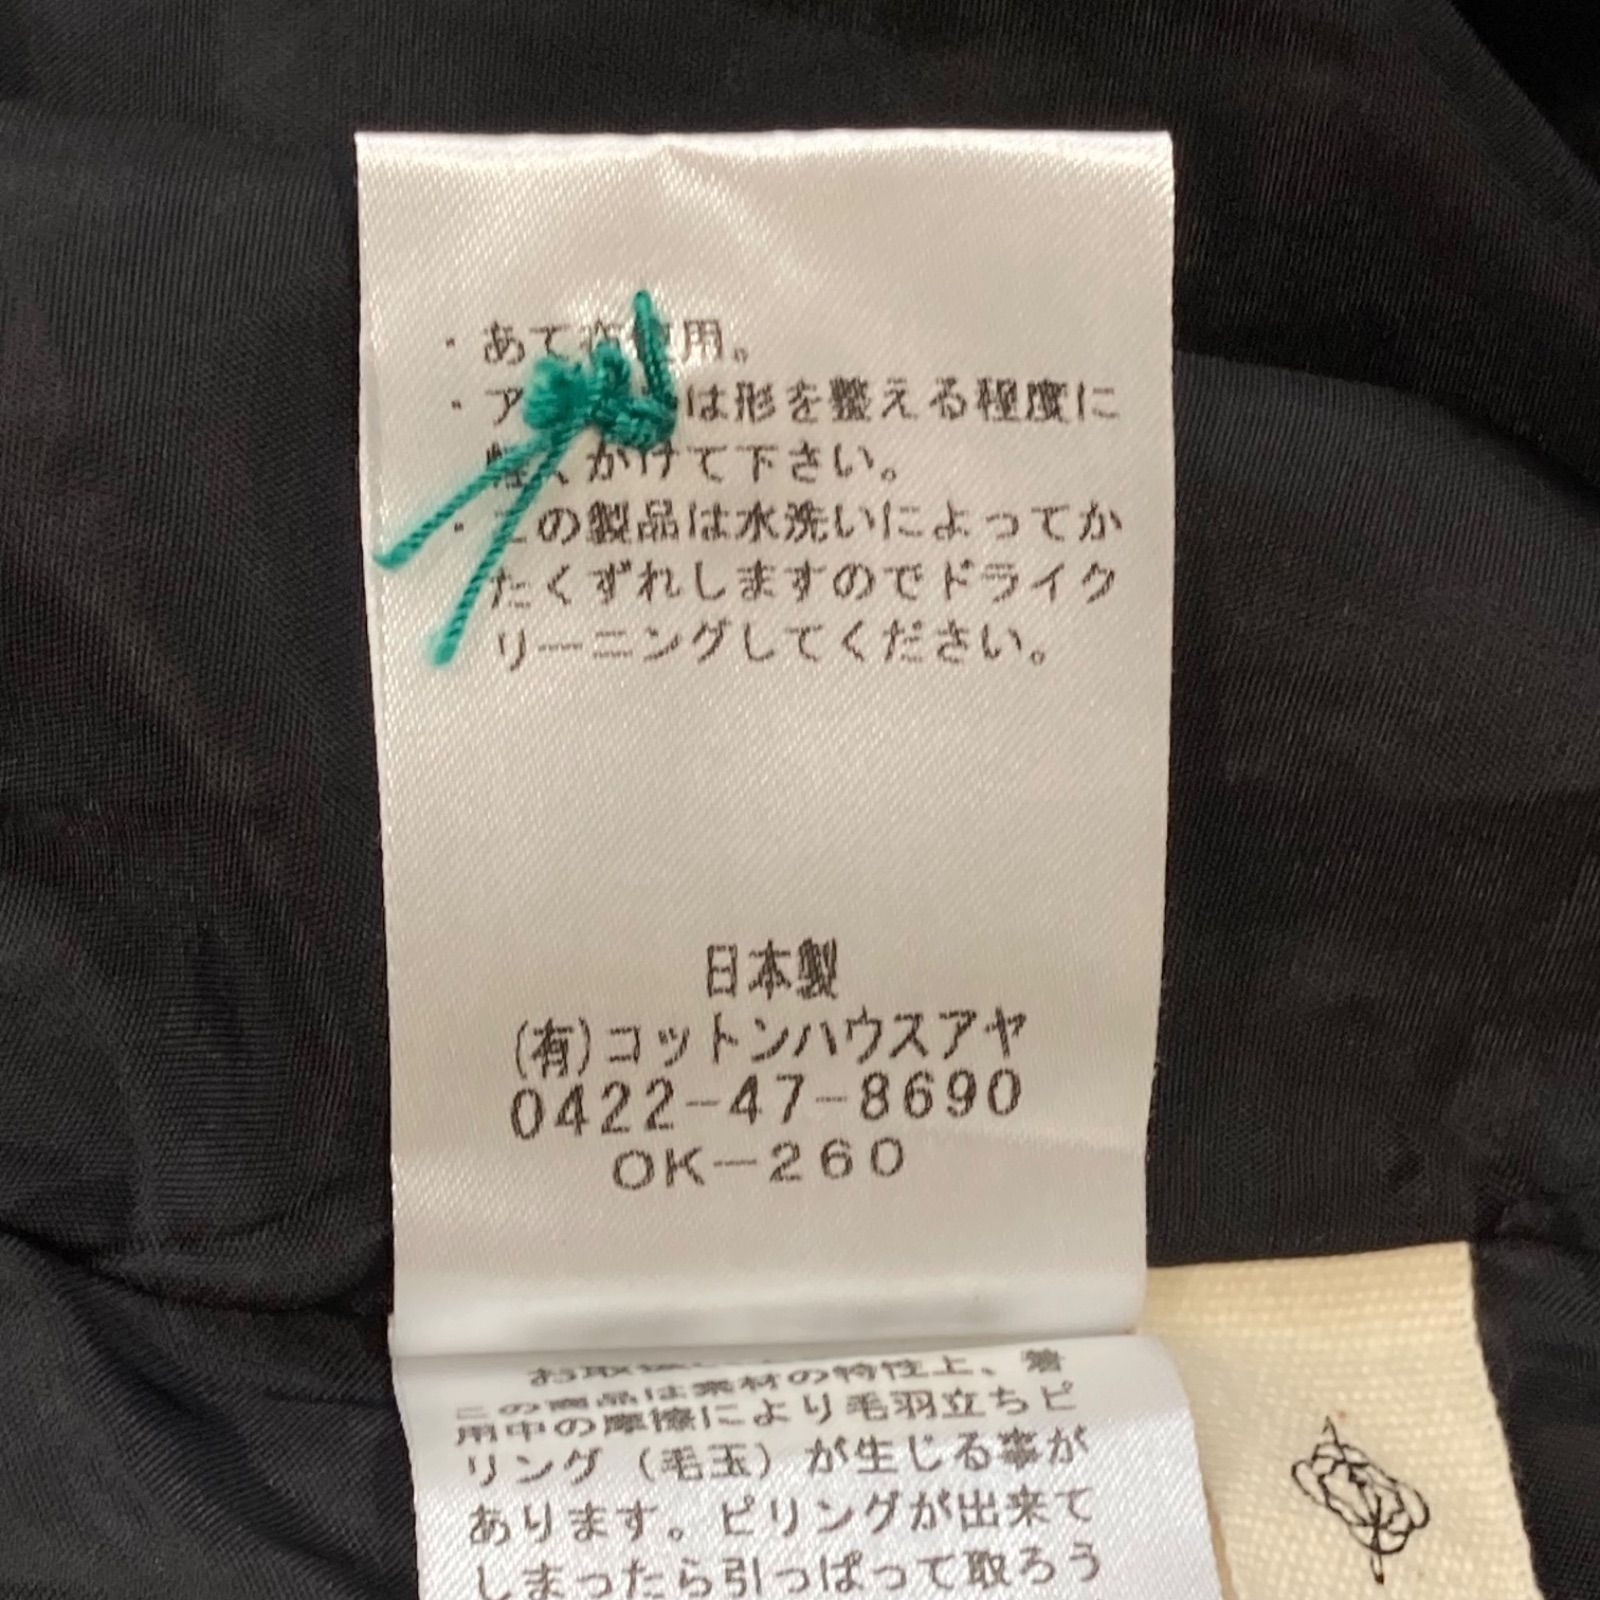 ・あて布使用。
・アは形を整える程度に
軽くかけて下さい。
・この製品は水洗いによってか
たくずれしますのでドライク
リーニングしてください。
日本製
(有)コットンハウスアヤ
0422-47-8690
OK-260
お取扱
この商品は素材の特性上、着
用中の摩擦により毛羽立ちピ
リング（毛玉）が生じる事が
あります。ピリングが出来て
しまったら引っぱって取ろう